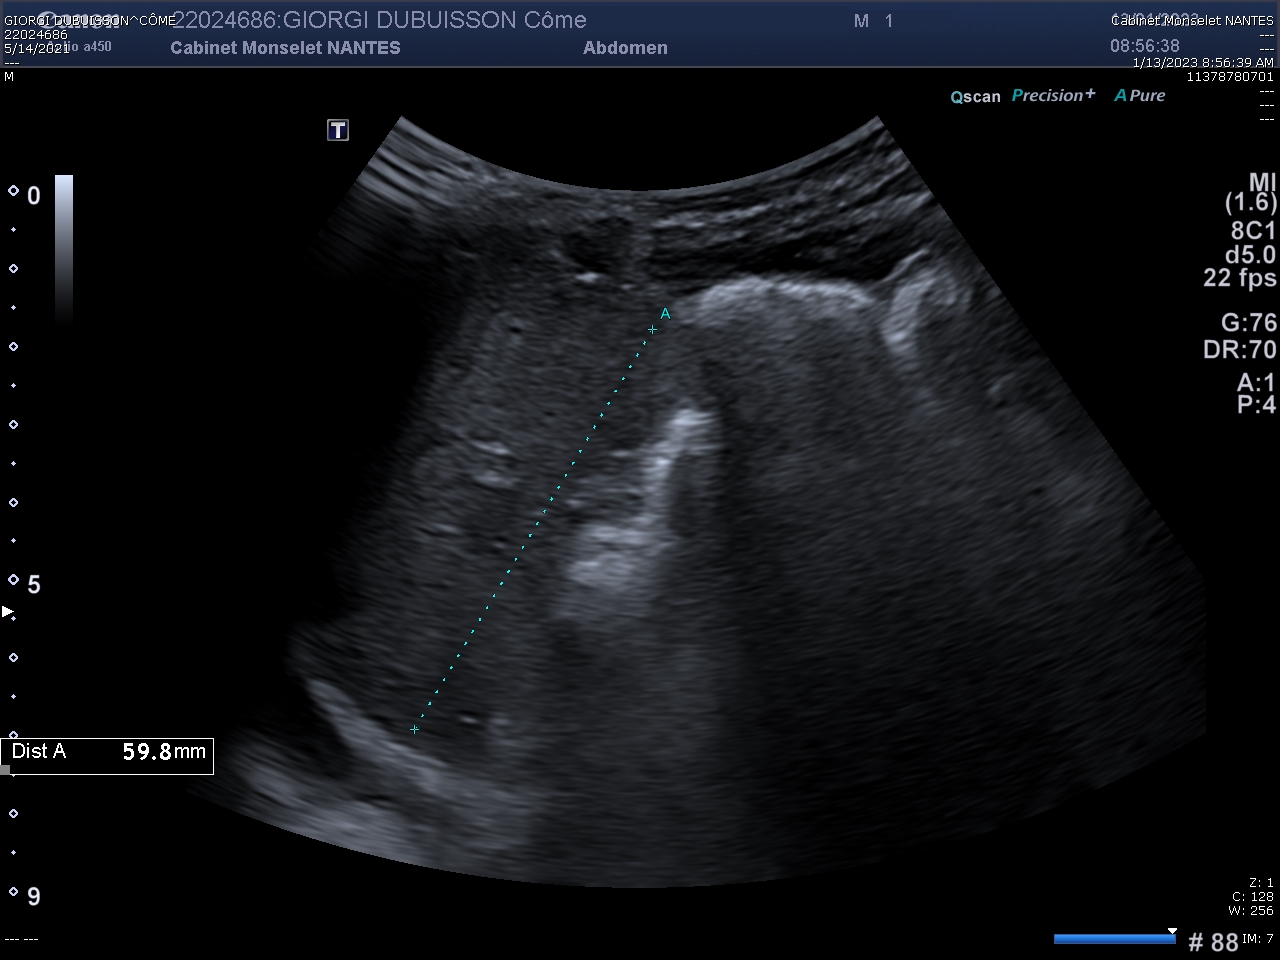 GIORGI DUBUISSON^CÔME
22024686:GIORGI DUBUISSON Côme
M 1
Cabinet Monselet NANTES
22024686
a450
Cabinet Monselet NANTES
Abdomen
08:56:38
5/14/2021
---
---
---
1/13/2023 8:56:39 AM
M
11378780701
---
---
---
Qscan Precision+ A Pure
T
0
MI
(1.6)
8C1
d5.0
22 fps
G:76
DR:70
A:1
P:4
A
5
Dist A 59.8mm
9
Z: 1
C: 128
W: 256
--- ---
# 88
IM: 7